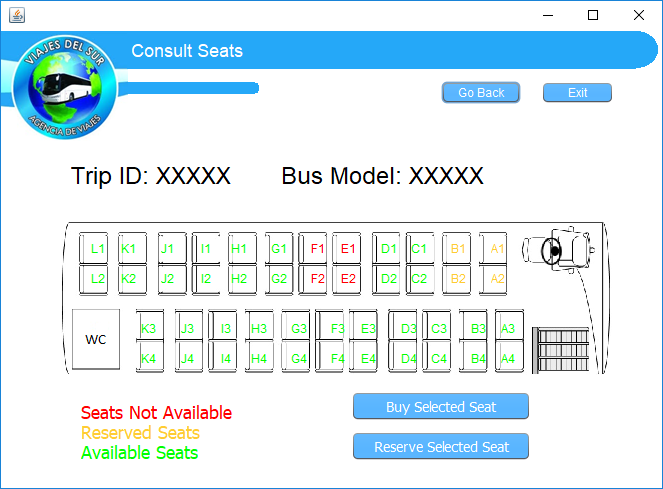 VIAJES DEL SUR
AGENCIA DE VIAJES
Consult Seats
Go Back Exit
Trip ID: XXXXX Bus Model: XXXXX
L1 K1 J1 I1 H1 G1 F1 E1 D1 C1 B1 A1
L2 K2 J2 I2 H2 G2 F2 E2 D2 C2 B2 A2
WC
K3 J3 I3 H3 G3 F3 E3 D3 C3 B3 A3
K4 J4 I4 H4 G4 F4 E4 D4 C4 B4 A4
Seats Not Available
Reserved Seats
Available Seats
Buy Selected Seat
Reserve Selected Seat